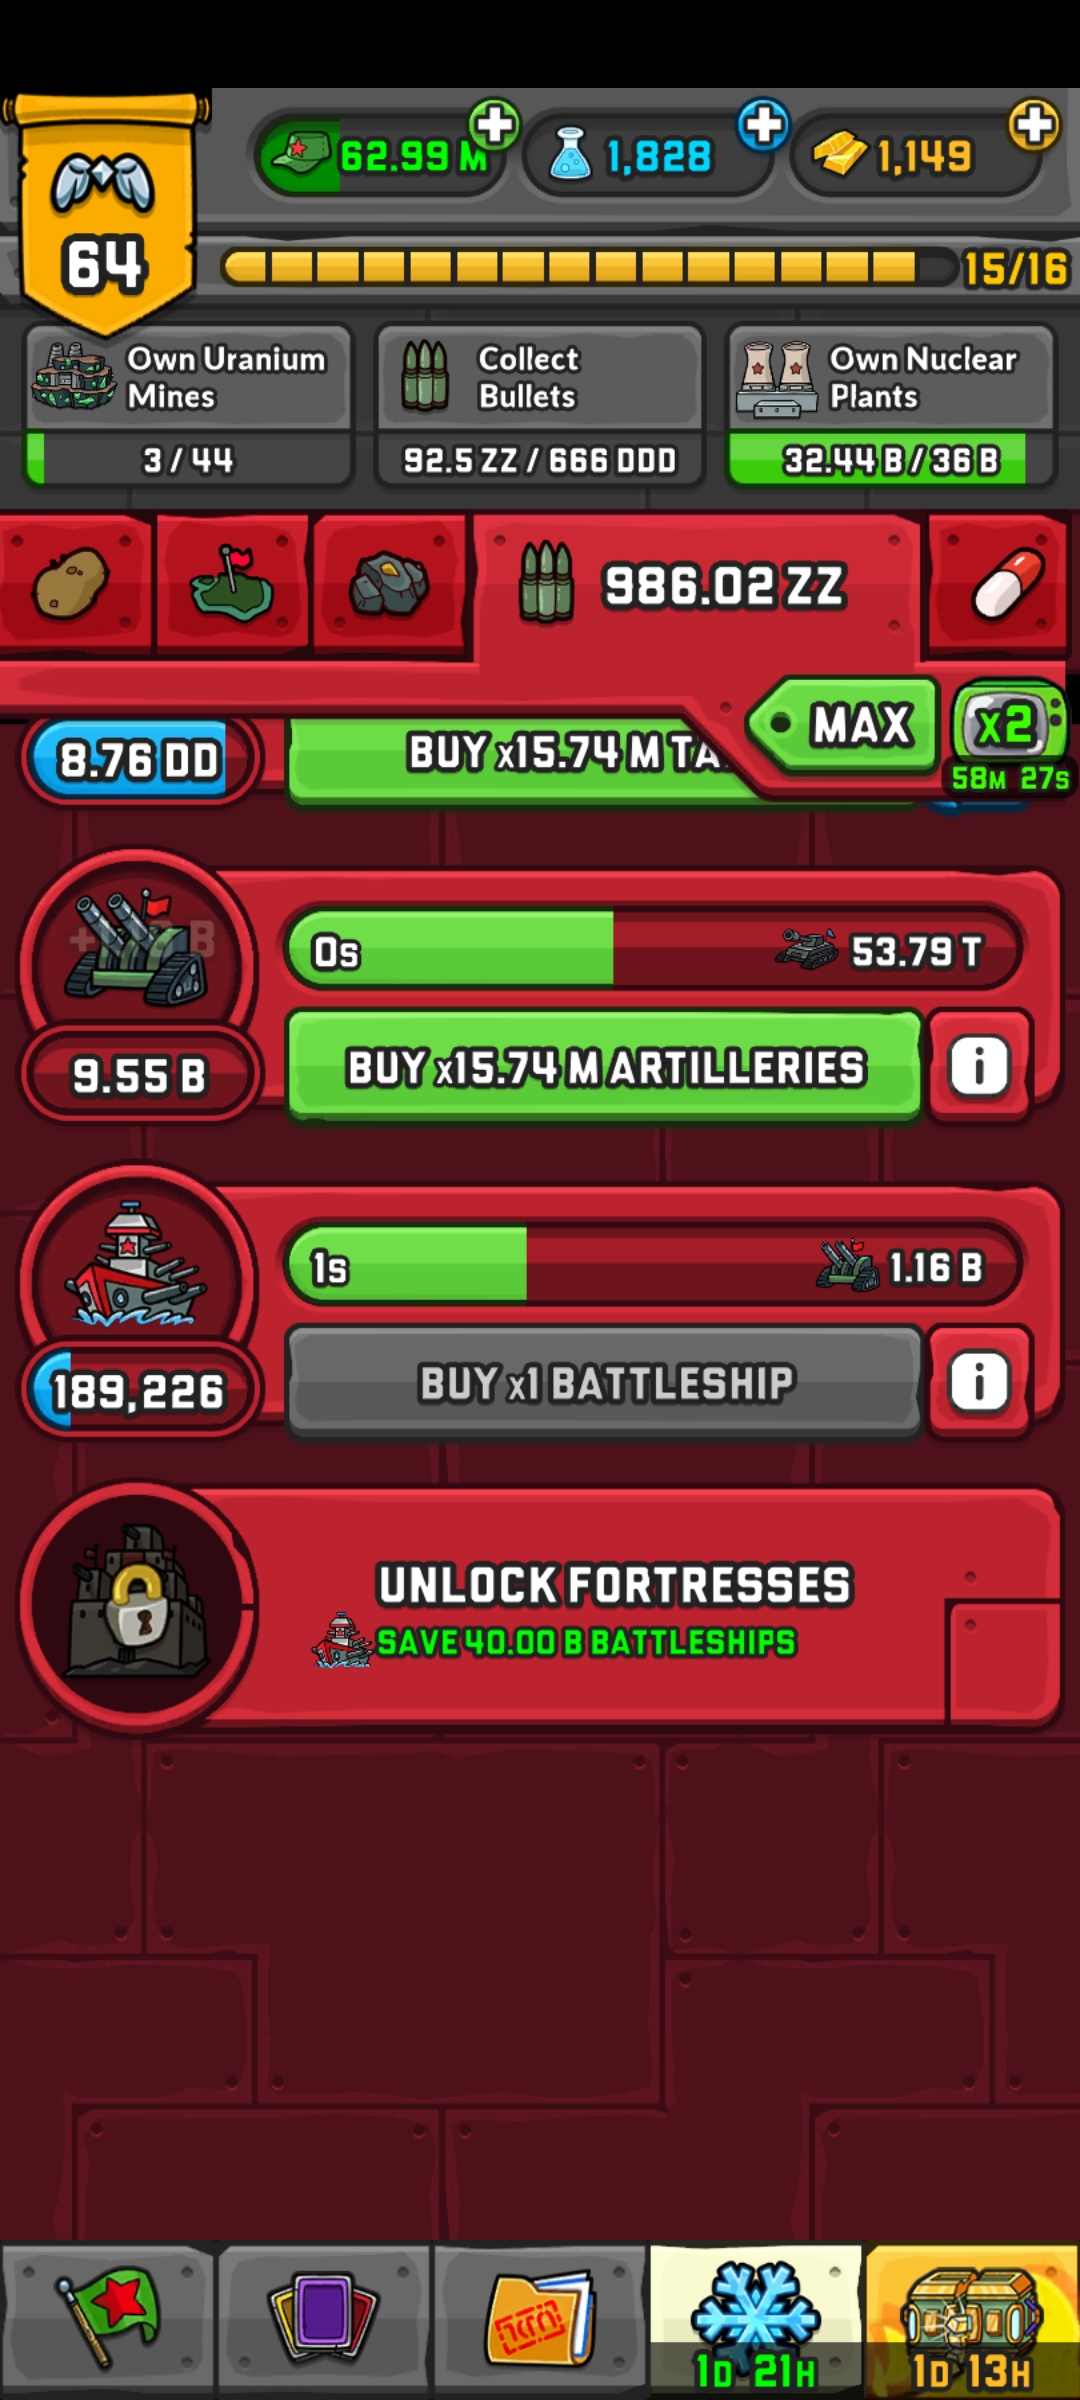 62.99 M
1,828
1,149
64
15/16
Own Uranium
Mines
3 / 44
Collect
Bullets
92.5 ZZ / 666 DDD
Own Nuclear
Plants
32.44 B / 36 B
986.02 ZZ
MAX
X2
58M 27S
8.76 DD
BUY x15.74 M TA
0s
53.79 T
9.55 B
BUY x15.74 M ARTILLERIES
i
1s
1.16 B
189,226
BUY x1 BATTLESHIP
i
UNLOCK FORTRESSES
SAVE 40.00 B BATTLESHIPS
1D 21H
1D 13H